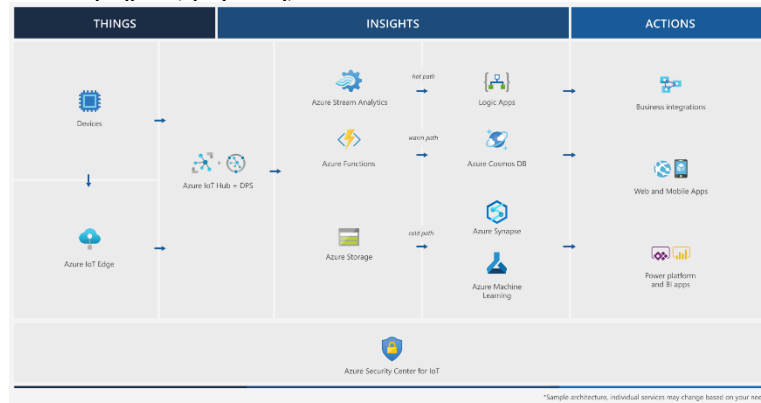 THINGS
INSIGHTS
ACTIONS
Devices
Azure IoT Edge
Azure IoT Hub + DPS
Azure Stream Analytics
hot path
Logic Apps
Azure Functions
warm path
Azure Cosmos DB
Azure Storage
cold path
Azure Synapse
Azure Machine
Learning
Business integrations
Web and Mobile Apps
Power platform
and BI apps
Azure Security Center for IoT
*Sample architecture, individual services may change based on your nee